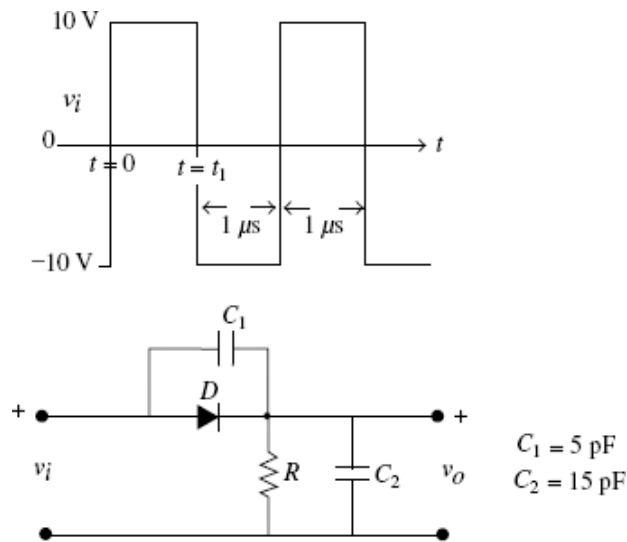 10 V
v_i
0
t
t = 0
t = t_1
1 μs
1 μs
−10 V
C_1
D
+
+
v_i
R
C_2
v_o
C_1 = 5 pF
C_2 = 15 pF